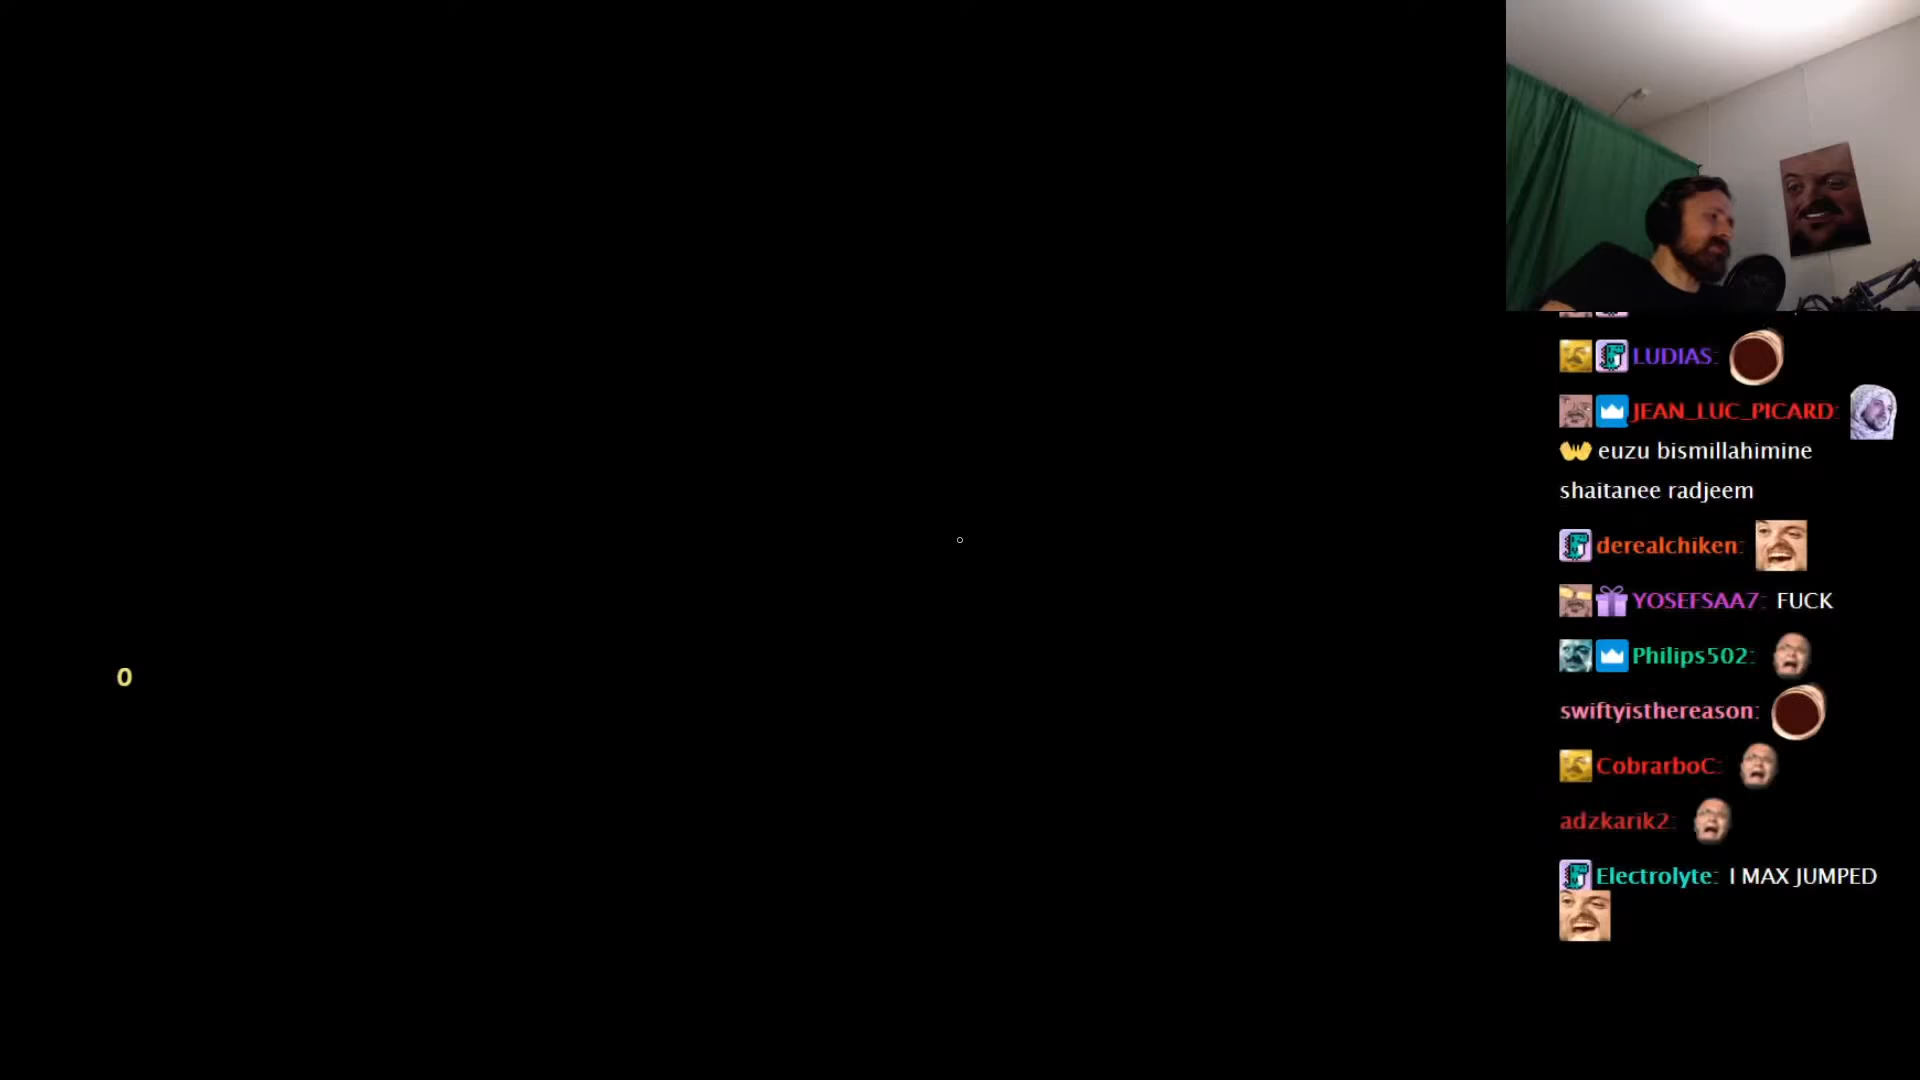 LUDIAS:
JEAN_LUC_PICARD:
euzu bismillahimine
shaitanee radjeem
derealchiken:
YOSEFSAA7: FUCK
Philips502:
0
swiftyisthereason:
CobrarboC:
adzkarik2:
Electrolyte: I MAX JUMPED